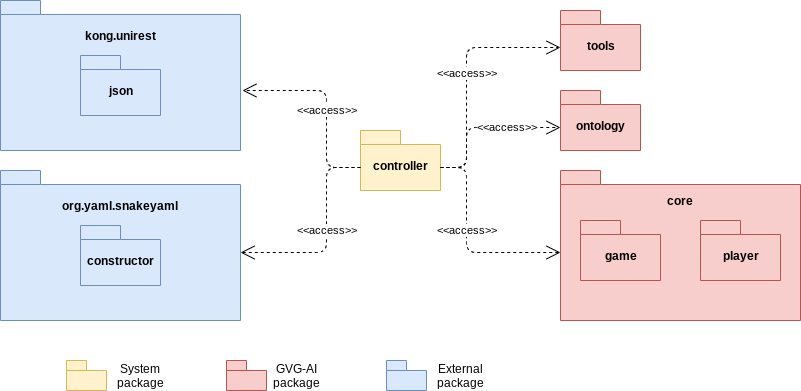 kong.unirest
json
org.yaml.snakeyaml
constructor
<<access>>
<<access>>
controller
<<access>>
<<access>>
<<access>>
tools
ontology
core
game
player
System
package
GVG-AI
package
External
package